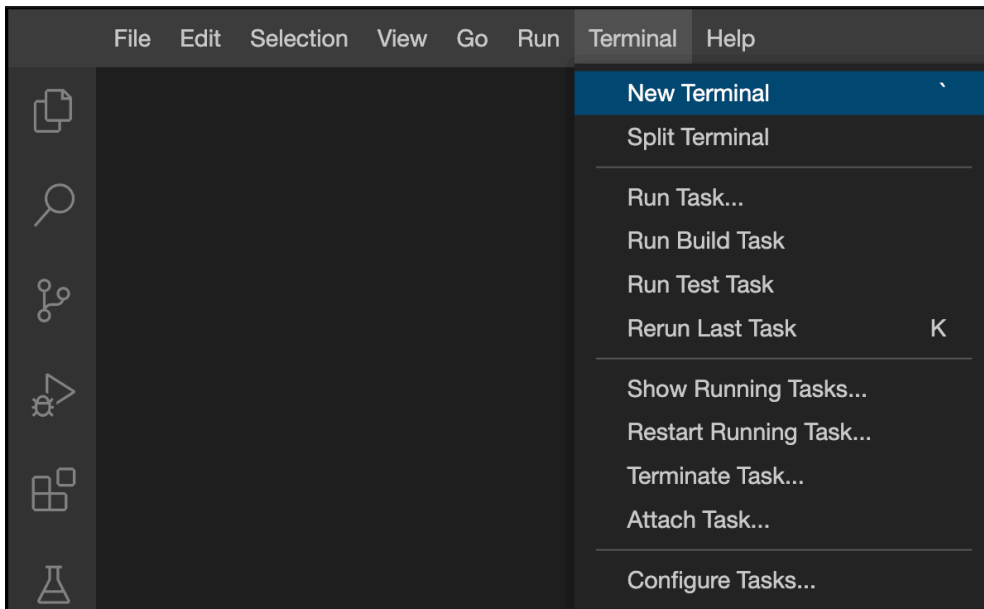 File Edit Selection View Go Run Terminal Help
New Terminal `
Split Terminal
Run Task...
Run Build Task
Run Test Task
Rerun Last Task K
Show Running Tasks...
Restart Running Task...
Terminate Task...
Attach Task...
Configure Tasks...